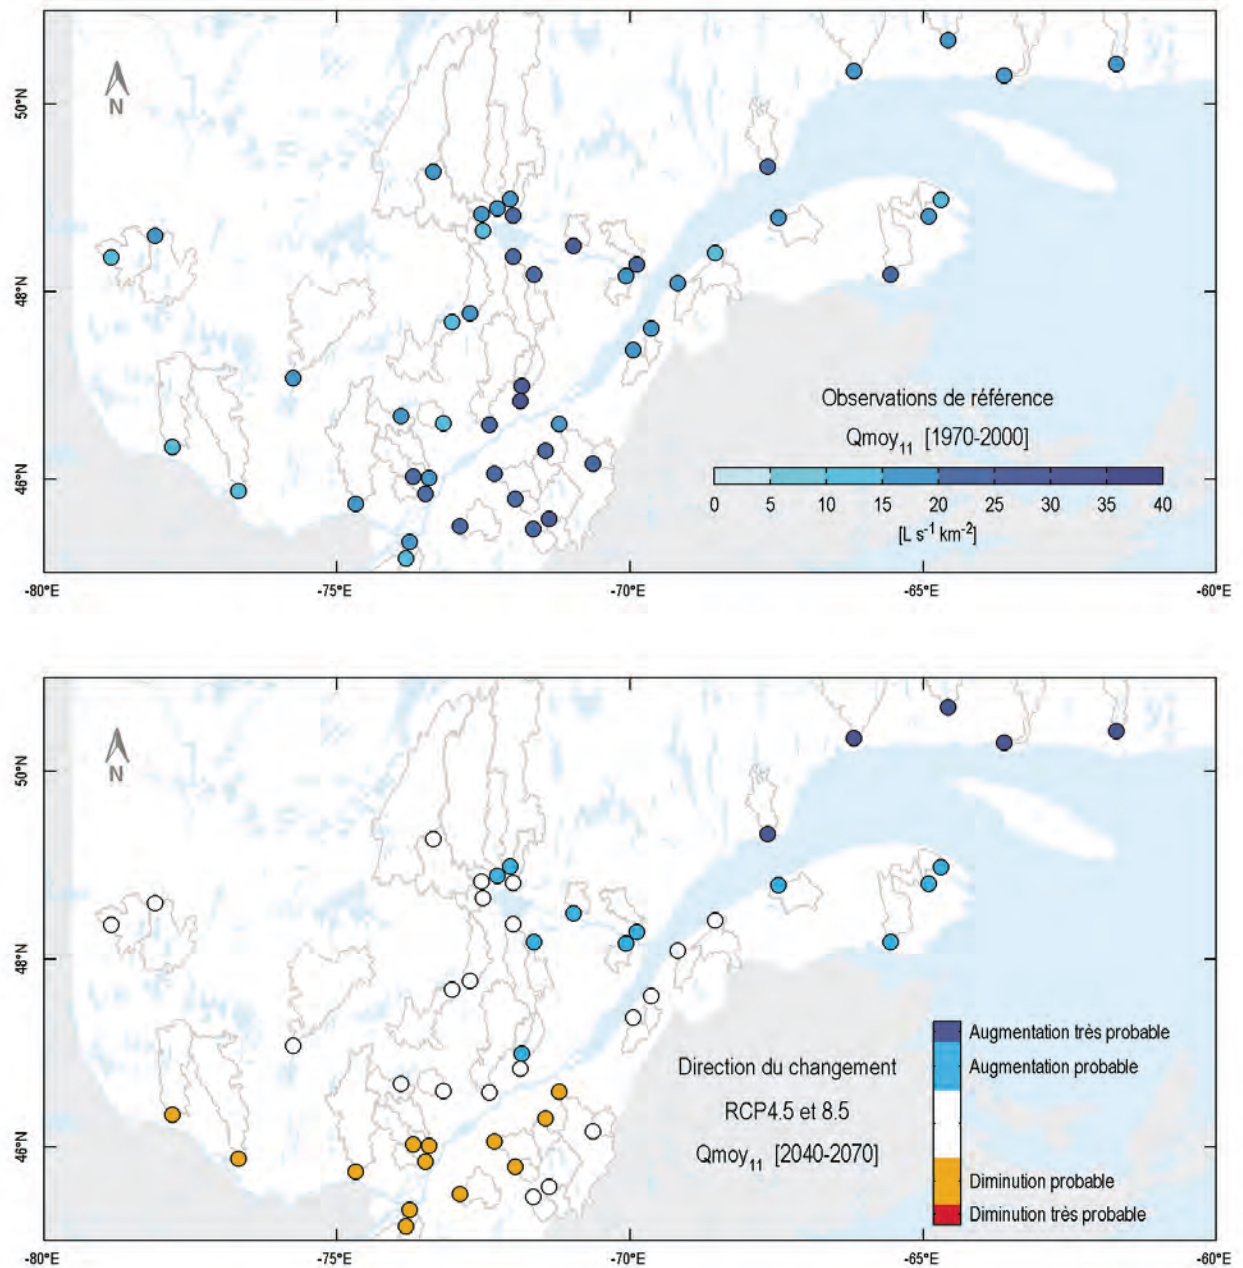 50°N
48°N
46°N
N
Observations de référence
Qmoy11 [1970-2000]
0 5 10 15 20 25 30 35 40
[L s-1 km-2]
-80°E -75°E -70°E -65°E -60°E
50°N
48°N
46°N
N
Direction du changement
RCP4.5 et 8.5
Qmoy11 [2040-2070]
Augmentation très probable
Augmentation probable
Diminution probable
Diminution très probable
-80°E -75°E -70°E -65°E -60°E